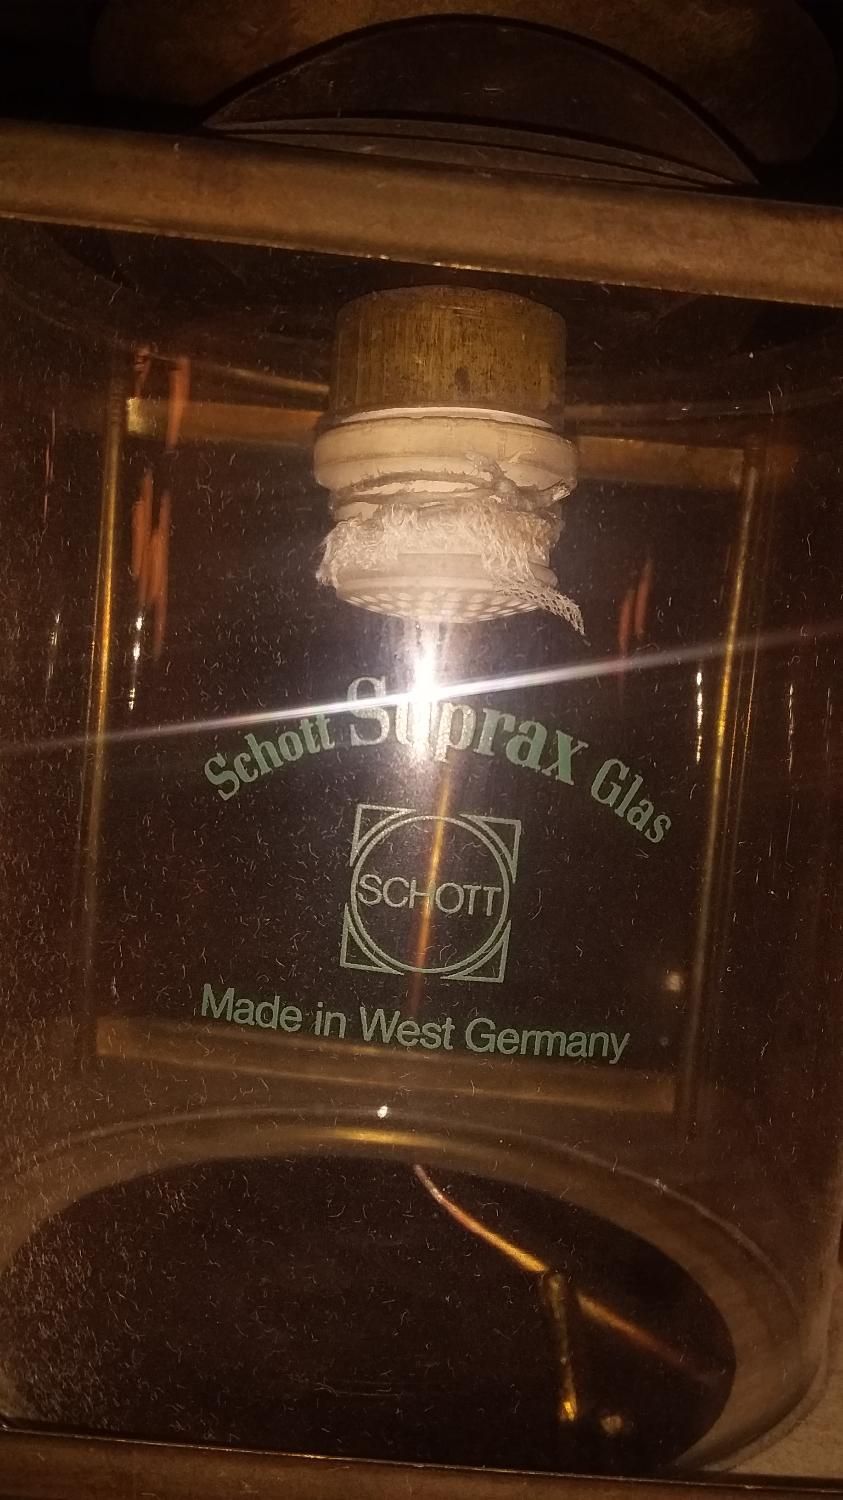 Schott Suprax Glas
SCHOTT
Made in West Germany